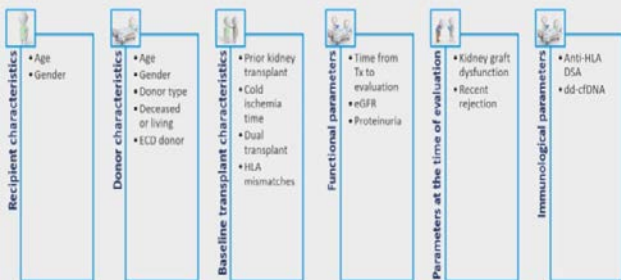 Recipient characteristics
• Age
• Gender
Donor characteristics
• Age
• Gender
• Donor type
• Deceased
or living
• ECD donor
Baseline transplant characteristics
• Prior kidney
transplant
• Cold
ischemia
time
• Dual
transplant
• HLA
mismatches
Functional parameters
• Time from
Tx to
evaluation
• eGFR
• Proteinuria
Parameters at the time of evaluation
• Kidney graft
dysfunction
• Recent
rejection
Immunological parameters
• Anti-HLA
DSA
• dd-cfDNA